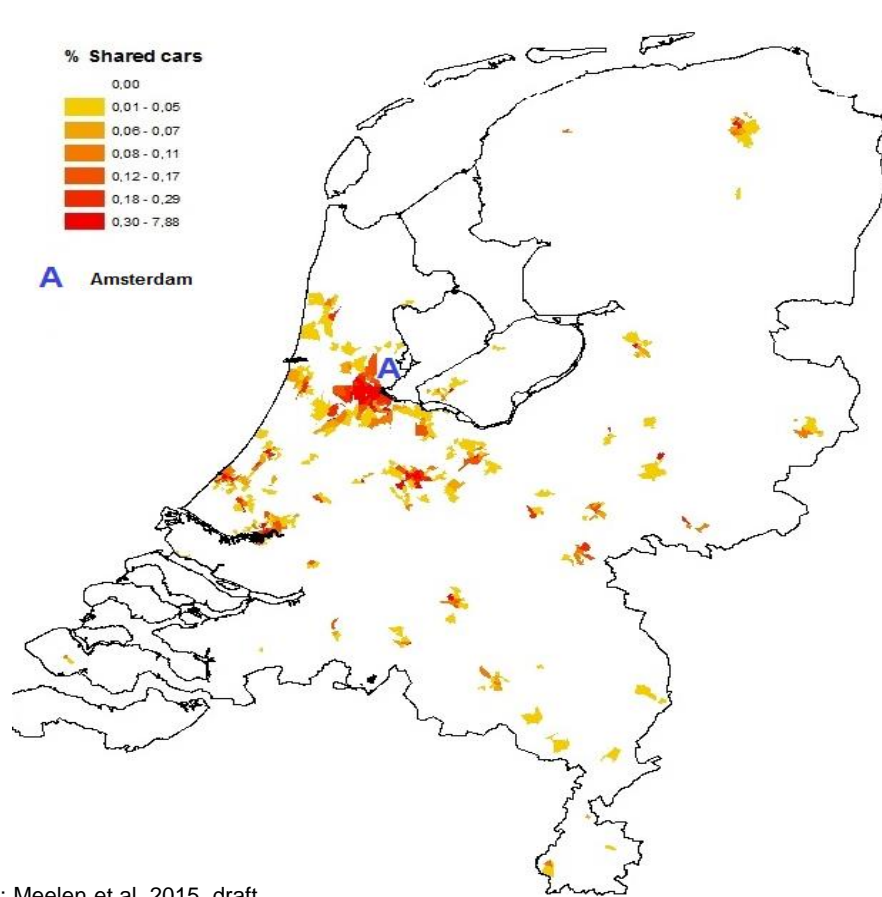 % Shared cars
0,00
0,01 - 0,05
0,06 - 0,07
0,08 - 0,11
0,12 - 0,17
0,18 - 0,29
0,30 - 7,88
A Amsterdam
A
: Meelen et al. 2015, draft